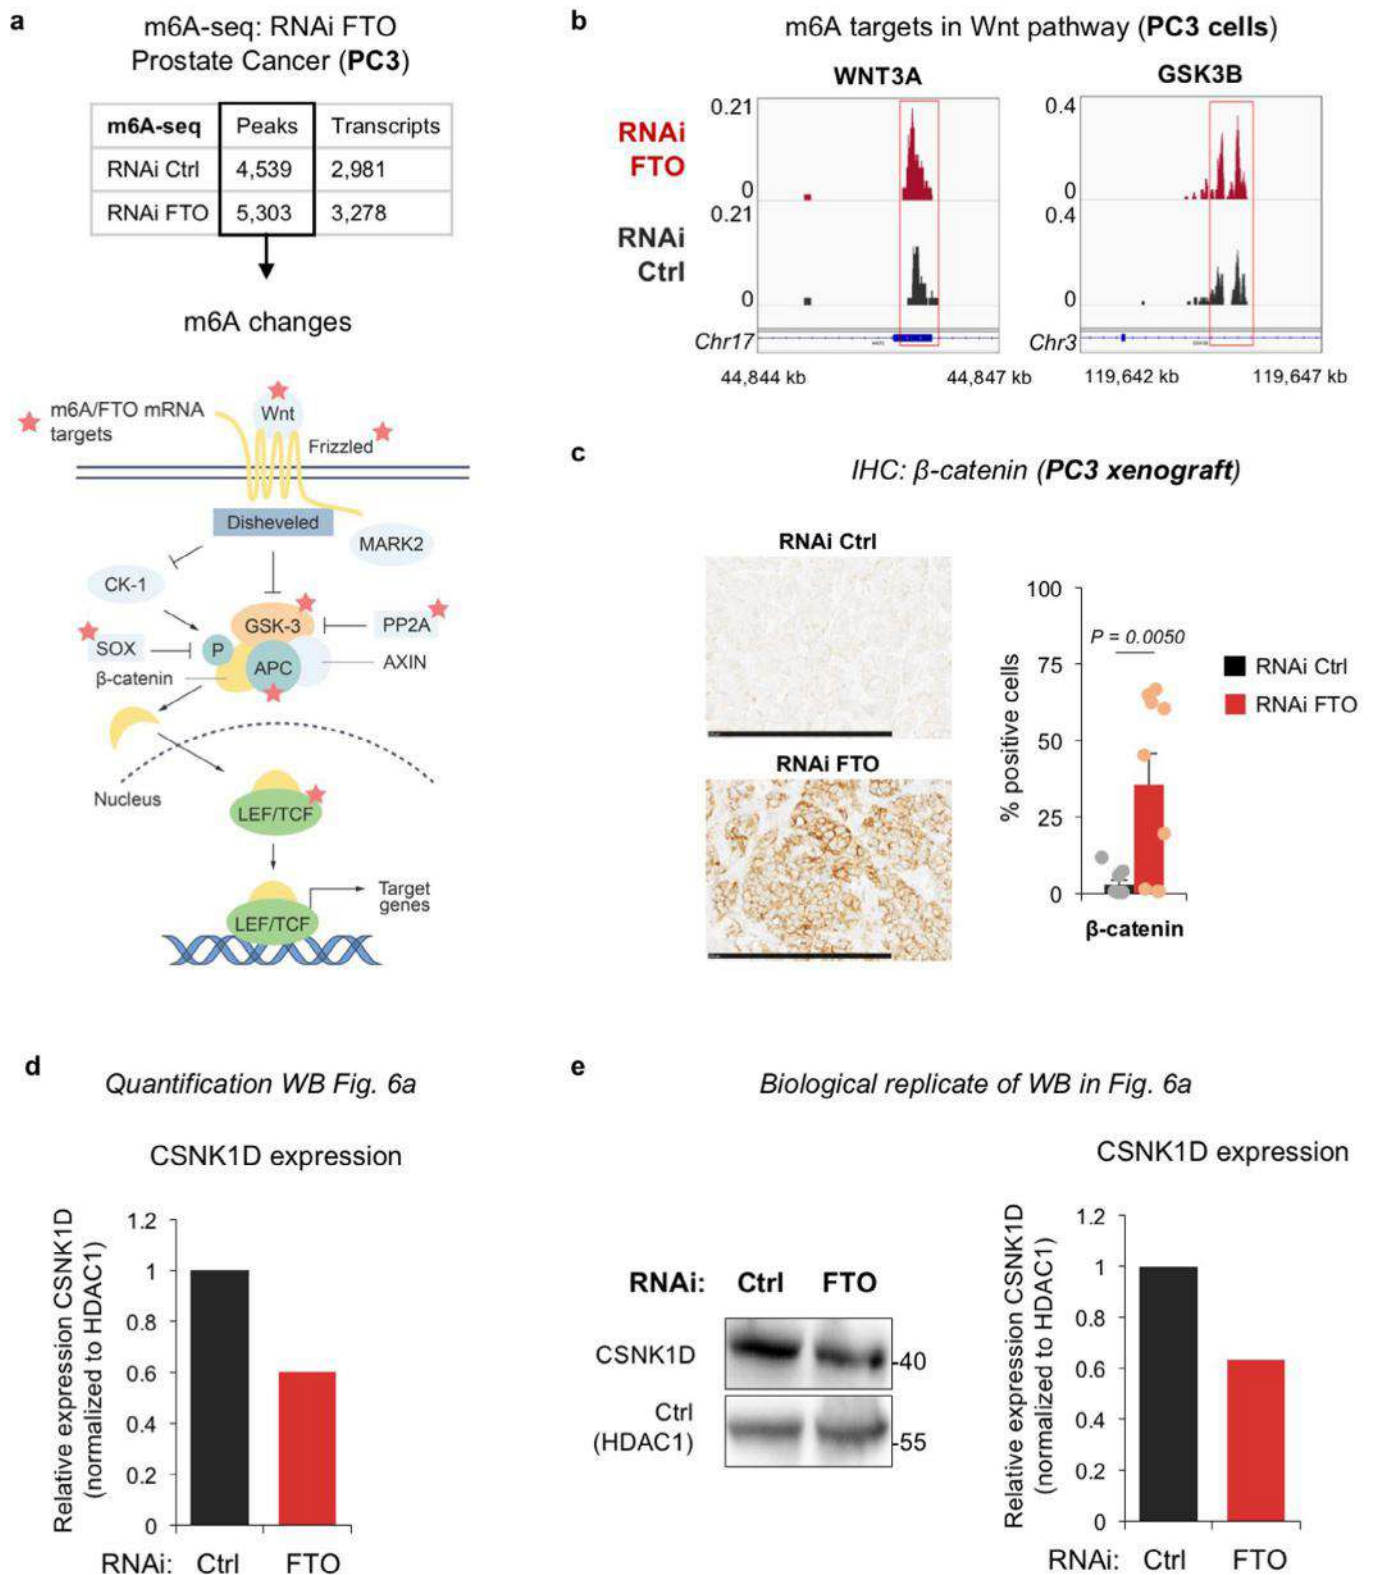 a
m6A-seq: RNAi FTO
Prostate Cancer (PC3)
m6A-seq Peaks Transcripts
RNAi Ctrl 4,539 2,981
RNAi FTO 5,303 3,278
m6A changes
m6A/FTO mRNA
targets
Wnt
Frizzled
Disheveled
MARK2
CK-1
GSK-3
PP2A
SOX
P
APC
AXIN
β-catenin
Nucleus
LEF/TCF
Target
genes
LEF/TCF
b
m6A targets in Wnt pathway (PC3 cells)
WNT3A
GSK3B
RNAi
FTO
RNAi
Ctrl
0.21
0
0.21
0
0.4
0
0.4
0
Chr17
44,844 kb
44,847 kb
Chr3
119,642 kb
119,647 kb
c
IHC: β-catenin (PC3 xenograft)
RNAi Ctrl
RNAi FTO
% positive cells
100
75
50
25
0
P = 0.0050
β-catenin
RNAi Ctrl
RNAi FTO
d
Quantification WB Fig. 6a
CSNK1D expression
Relative expression CSNK1D
(normalized to HDAC1)
1.2
1
0.8
0.6
0.4
0.2
0
RNAi: Ctrl FTO
e
Biological replicate of WB in Fig. 6a
RNAi: Ctrl FTO
CSNK1D
-40
Ctrl
(HDAC1)
-55
CSNK1D expression
Relative expression CSNK1D
(normalized to HDAC1)
1.2
1
0.8
0.6
0.4
0.2
0
RNAi: Ctrl FTO